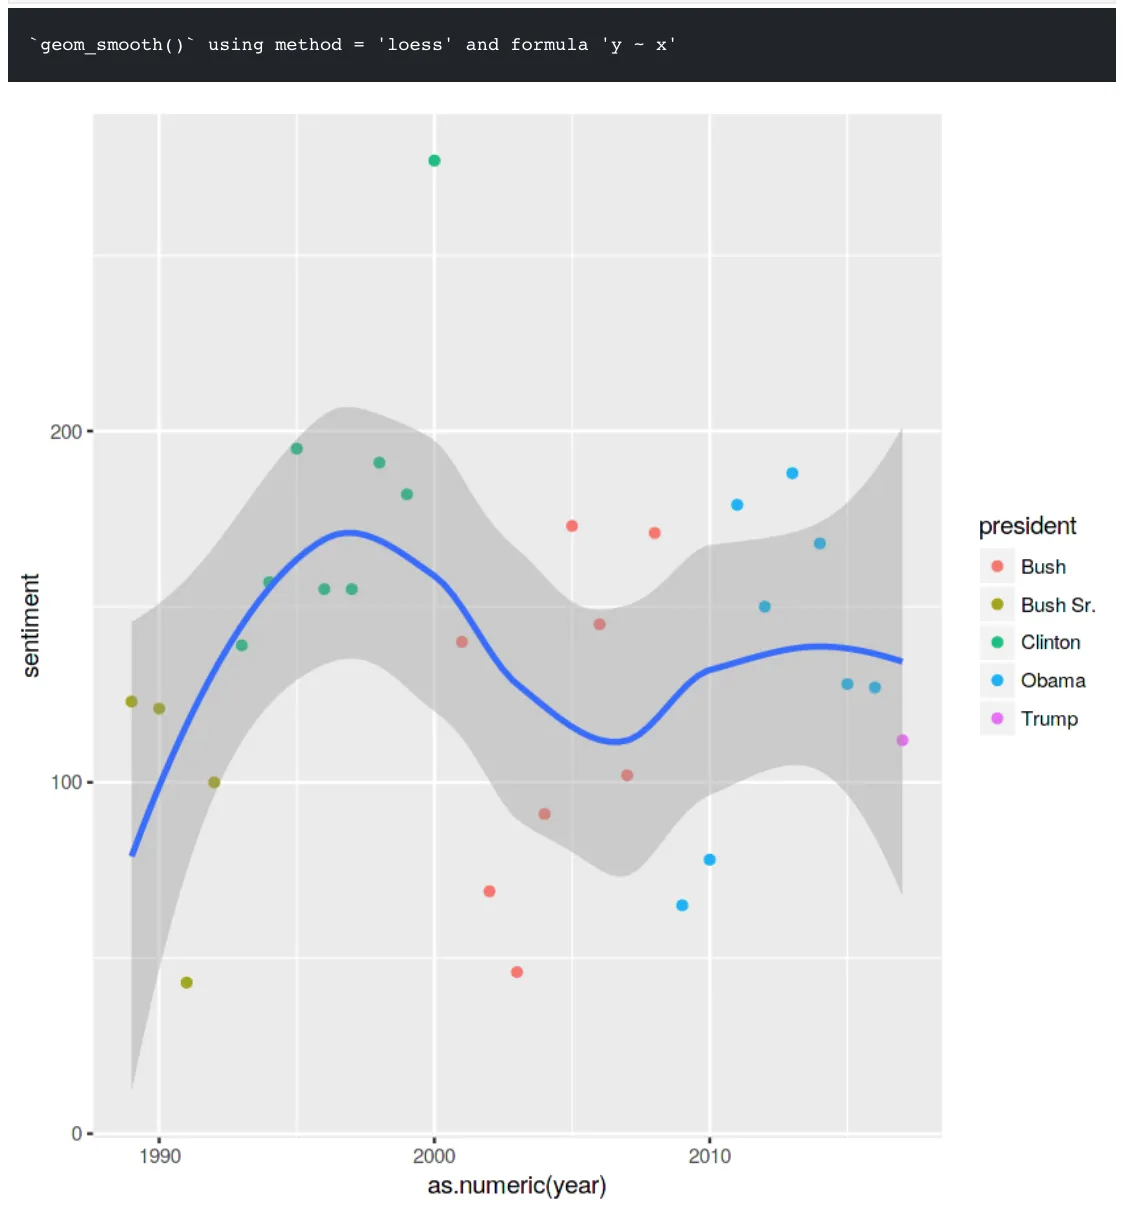 `geom_smooth()` using method = 'loess' and formula 'y ~ x'
200
100
0
1990
2000
2010
as.numeric(year)
sentiment
president
Bush
Bush Sr.
Clinton
Obama
Trump